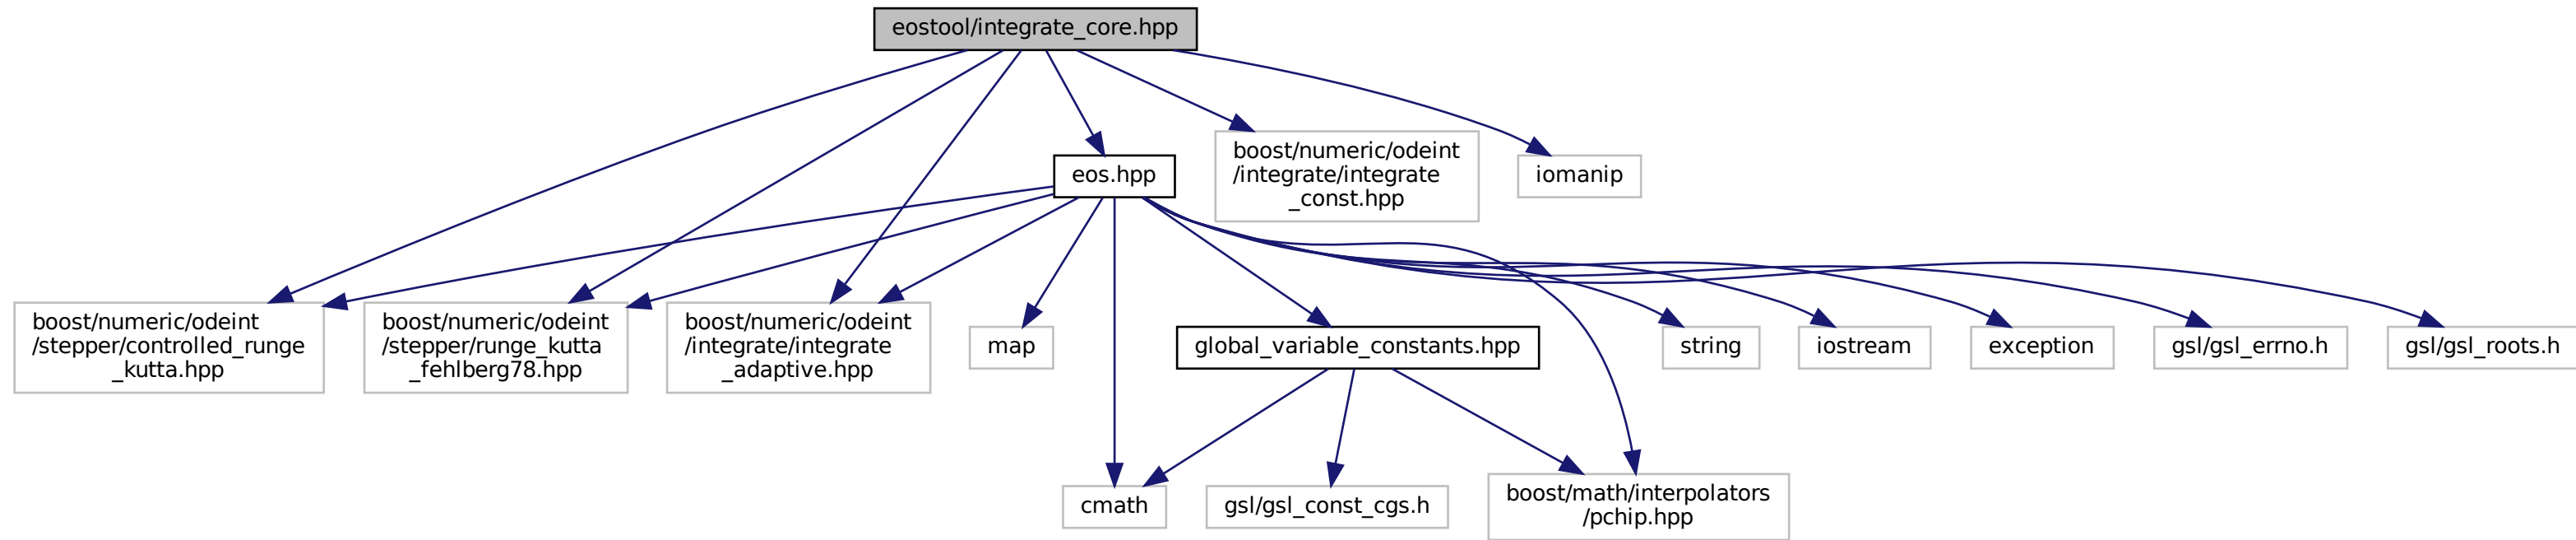 eostool/integrate_core.hpp
boost/numeric/odeint
/integrate/integrate
_const.hpp
eos.hpp
iomanip
boost/numeric/odeint
/stepper/controlled_runge
_kutta.hpp
boost/numeric/odeint
/stepper/runge_kutta
_fehlberg78.hpp
boost/numeric/odeint
/integrate/integrate
_adaptive.hpp
map
global_variable_constants.hpp
string
iostream
exception
gsl/gsl_errno.h
gsl/gsl_roots.h
cmath
gsl/gsl_const_cgs.h
boost/math/interpolators
/pchip.hpp